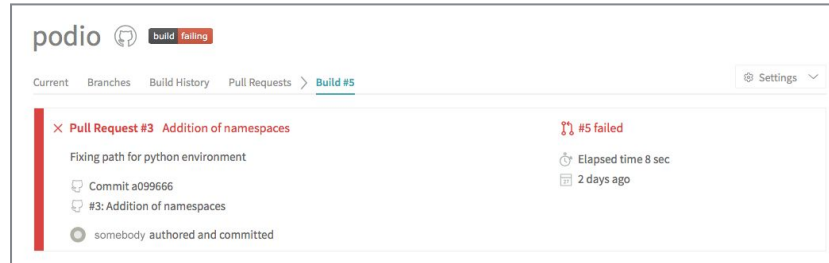 podio build failing
Current Branches Build History Pull Requests Build #5
Settings
Pull Request #3 Addition of namespaces
Fixing path for python environment
Commit a099666
#3: Addition of namespaces
somebody authored and committed
#5 failed
Elapsed time 8 sec
2 days ago